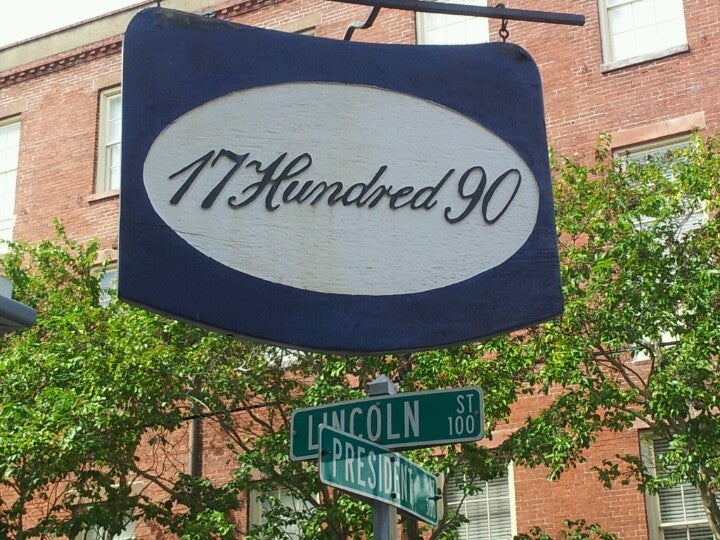 17Hundred90
LINCOLN ST
100
PRESIDENT